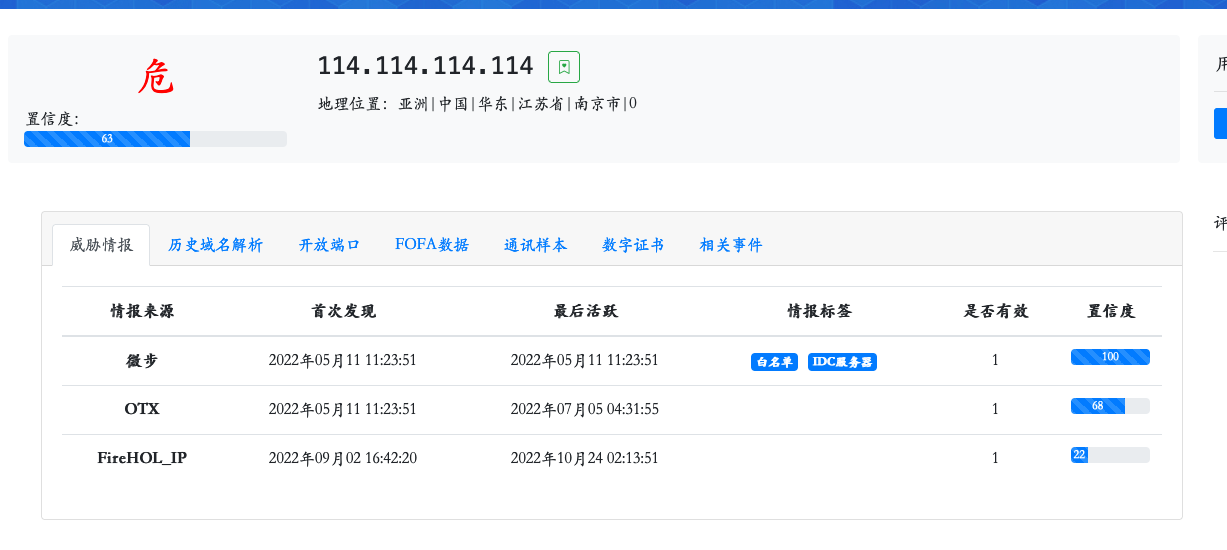 危
114.114.114.114
地理位置：亚洲|中国|华东|江苏省|南京市|0
置信度：
63
威胁情报 历史域名解析 开放端口 FOFA数据 通讯样本 数字证书 相关事件
情报来源 首次发现 最后活跃 情报标签 是否有效 置信度
微步 2022年05月11 11:23:51 2022年05月11 11:23:51 白名单 IDC服务器 1 100
OTX 2022年05月11 11:23:51 2022年07月05 04:31:55 1 68
FireHOL_IP 2022年09月02 16:42:20 2022年10月24 02:13:51 1 22